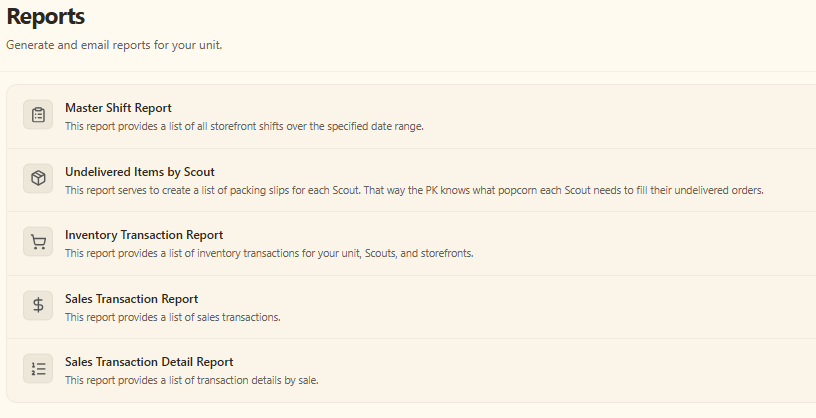 Reports
Generate and email reports for your unit.
Master Shift Report
This report provides a list of all storefront shifts over the specified date range.
Undelivered Items by Scout
This report serves to create a list of packing slips for each Scout. That way the PK knows what popcorn each Scout needs to fill their undelivered orders.
Inventory Transaction Report
This report provides a list of inventory transactions for your unit, Scouts, and storefronts.
Sales Transaction Report
This report provides a list of sales transactions.
Sales Transaction Detail Report
This report provides a list of transaction details by sale.